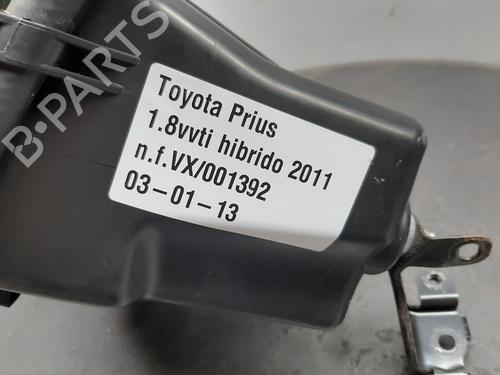 B-PARTS
Toyota Prius
1.8vvti hibrido 2011
n.f.VX/001392
03-01-13